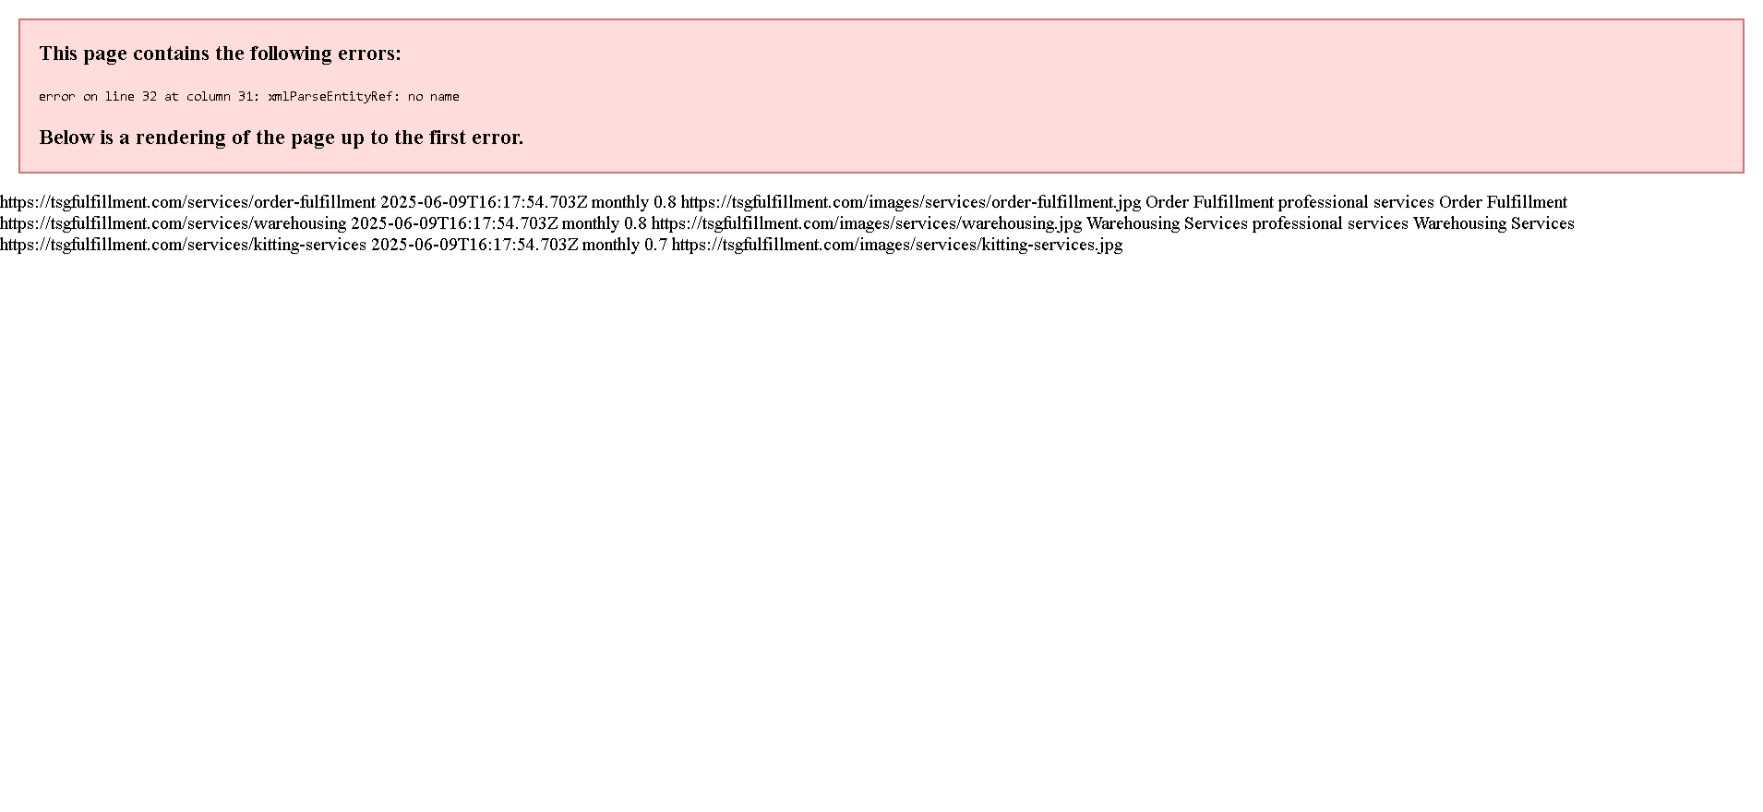 This page contains the following errors:
error on line 32 at column 31: xmlParseEntityRef: no name
Below is a rendering of the page up to the first error.
https://tsgfulfillment.com/services/order-fulfillment 2025-06-09T16:17:54.703Z monthly 0.8 https://tsgfulfillment.com/images/services/order-fulfillment.jpg Order Fulfillment professional services Order Fulfillment
https://tsgfulfillment.com/services/warehousing 2025-06-09T16:17:54.703Z monthly 0.8 https://tsgfulfillment.com/images/services/warehousing.jpg Warehousing Services professional services Warehousing Services
https://tsgfulfillment.com/services/kitting-services 2025-06-09T16:17:54.703Z monthly 0.7 https://tsgfulfillment.com/images/services/kitting-services.jpg